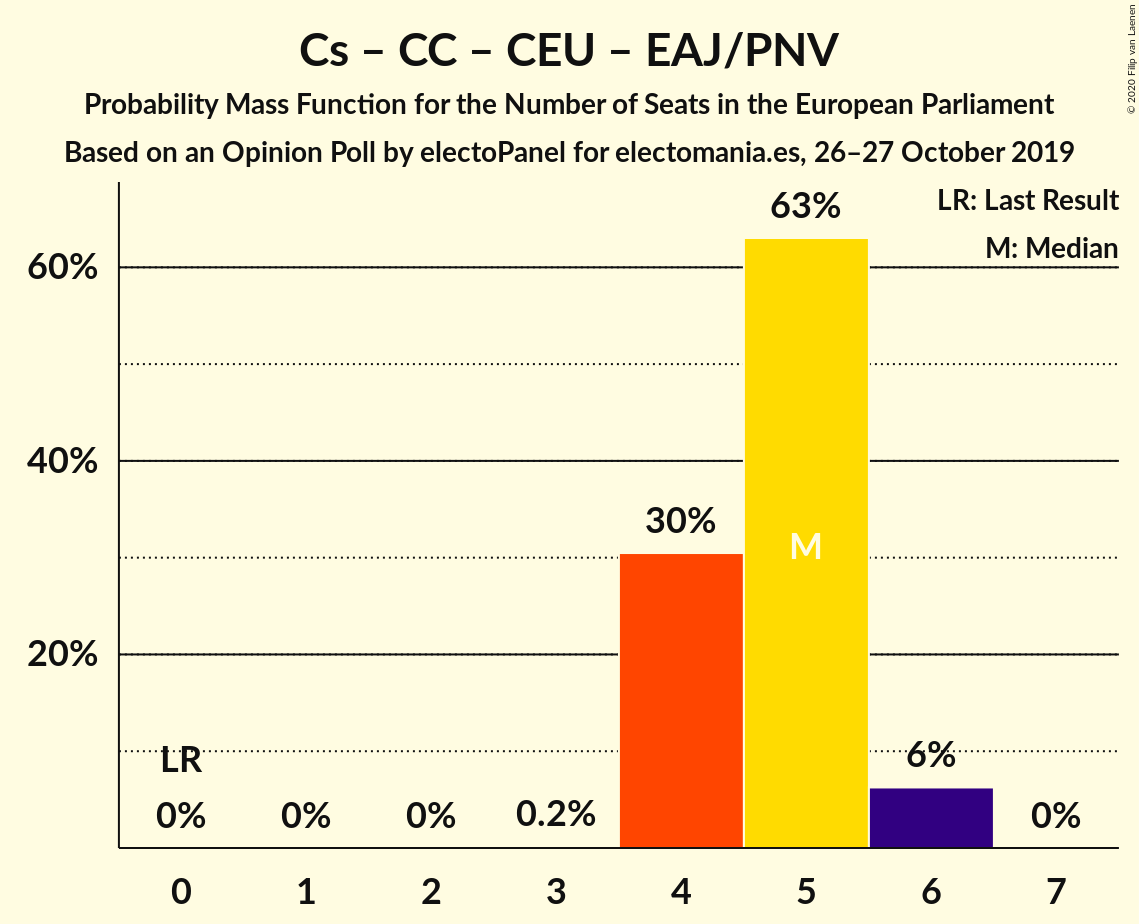 Cs – CC – CEU – EAJ/PNV
Probability Mass Function for the Number of Seats in the European Parliament
Based on an Opinion Poll by electoPanel for electomania.es, 26–27 October 2019
© 2020 Filip van Laenen
LR: Last Result
M: Median
63%
60%
40%
30%
M
20%
LR
6%
0%
0%
0%
0.2%
0%
0 1 2 3 4 5 6 7